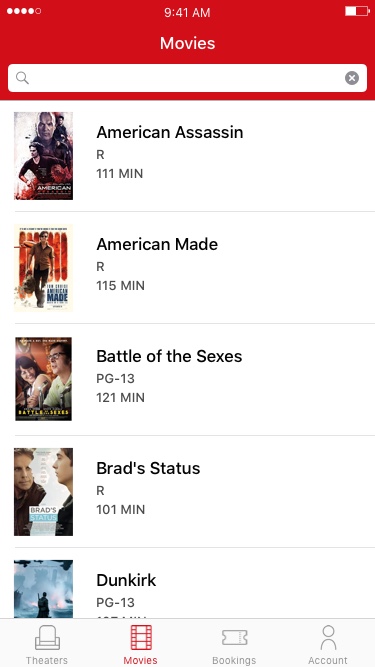 9:41 AM
Movies
American Assassin
R
111 MIN
AMERICAN
American Made
R
115 MIN
TOM CRUISE
AMERICAN
MADE
Battle of the Sexes
PG-13
121 MIN
BATTLE OF THE SEXES
Brad's Status
R
101 MIN
BRAD'S
STATUS
Dunkirk
PG-13
Theaters
Movies
Bookings
Account